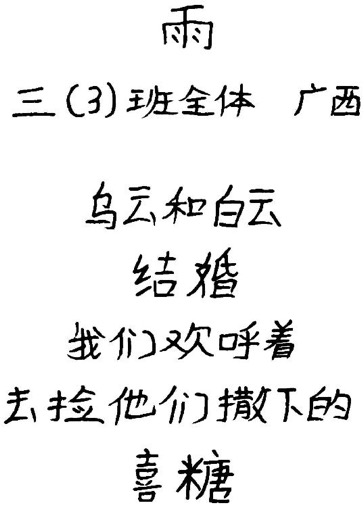 雨
三(3)班全体 广西
乌云和白云
结婚
我们欢呼着
去捡他们撒下的
喜糖